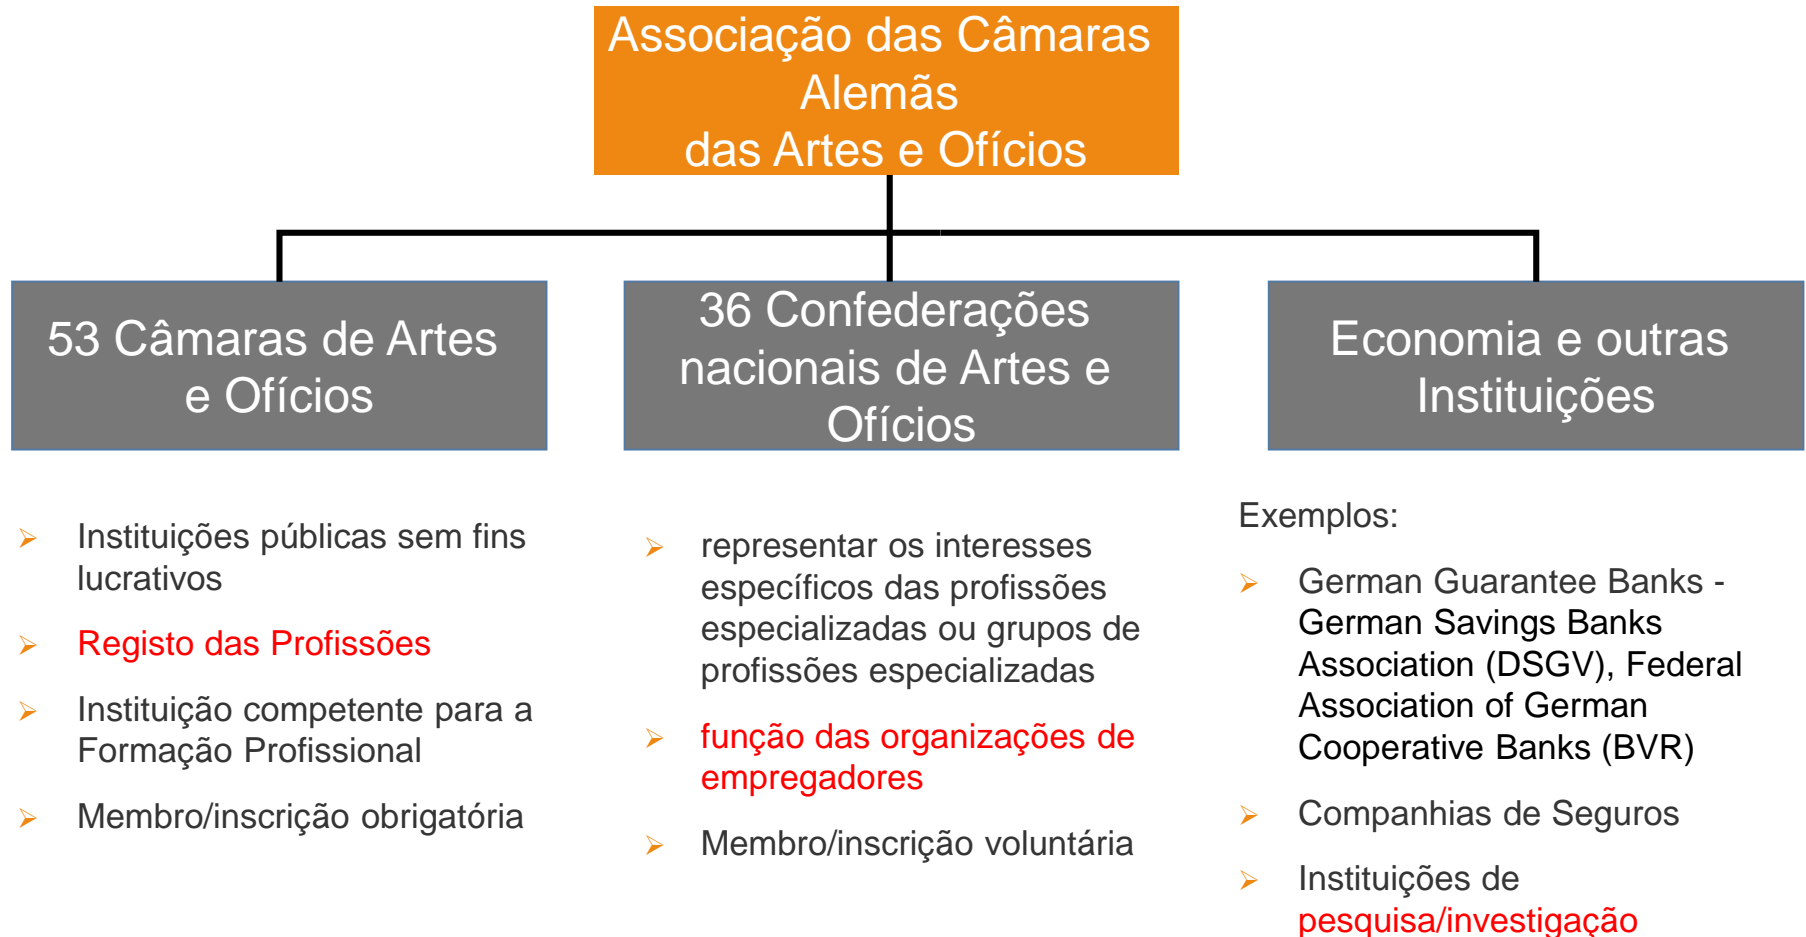 Associação das Câmaras
Alemãs
das Artes e Ofícios
53 Câmaras de Artes
e Ofícios
36 Confederações
nacionais de Artes e
Ofícios
Economia e outras
Instituições
Instituições públicas sem fins
lucrativos
Registo das Profissões
Instituição competente para a
Formação Profissional
Membro/inscrição obrigatória
representar os interesses
específicos das profissões
especializadas ou grupos de
profissões especializadas
função das organizações de
empregadores
Membro/inscrição voluntária
Exemplos:
German Guarantee Banks -
German Savings Banks
Association (DSGV), Federal
Association of German
Cooperative Banks (BVR)
Companhias de Seguros
Instituições de
pesquisa/investigação